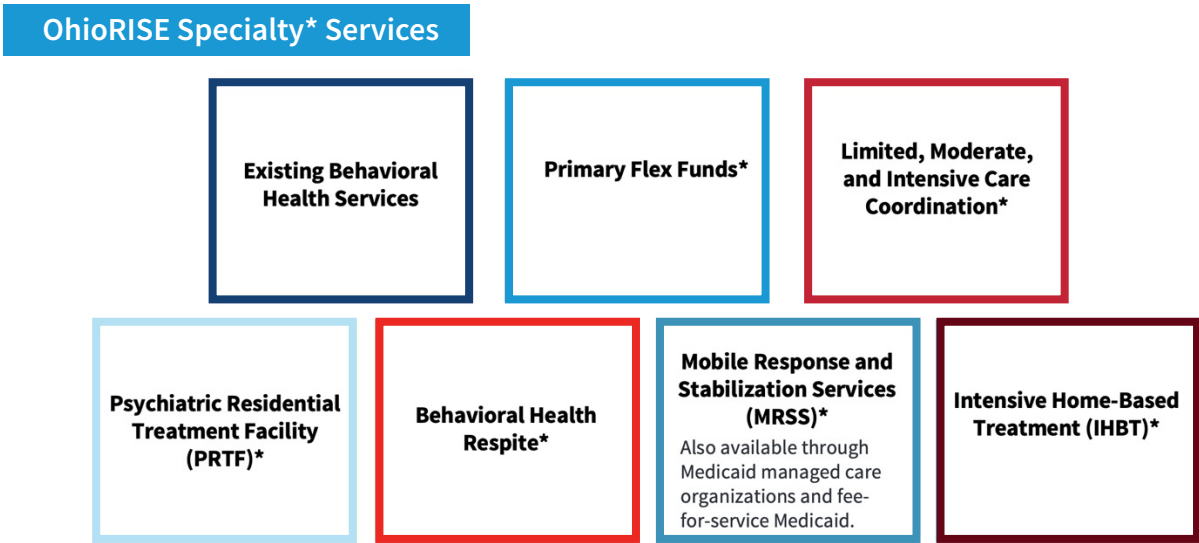 OhioRISE Specialty* Services
Existing Behavioral
Health Services
Primary Flex Funds*
Limited, Moderate,
and Intensive Care
Coordination*
Psychiatric Residential
Treatment Facility
(PRTF)*
Behavioral Health
Respite*
Mobile Response and
Stabilization Services
(MRSS)*
Also available through
Medicaid managed care
organizations and fee-
for-service Medicaid.
Intensive Home-Based
Treatment (IHBT)*